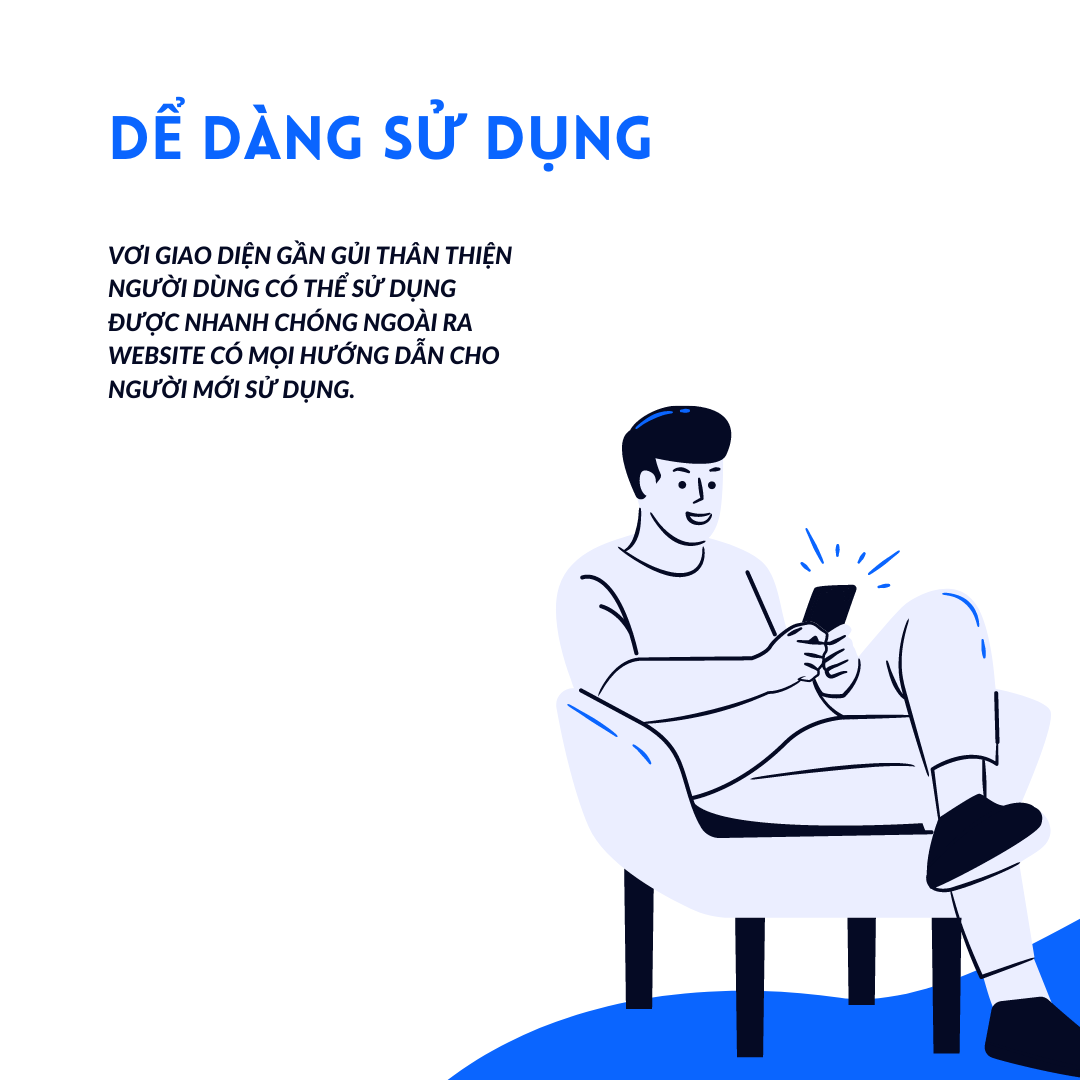 DỂ DÀNG SỬ DỤNG
VƠI GIAO DIỆN GẦN GỦI THÂN THIỆN
NGƯỜI DÙNG CÓ THỂ SỬ DỤNG
ĐƯỢC NHANH CHÓNG NGOÀI RA
WEBSITE CÓ MỌI HƯỚNG DẪN CHO
NGƯỜI MỚI SỬ DỤNG.